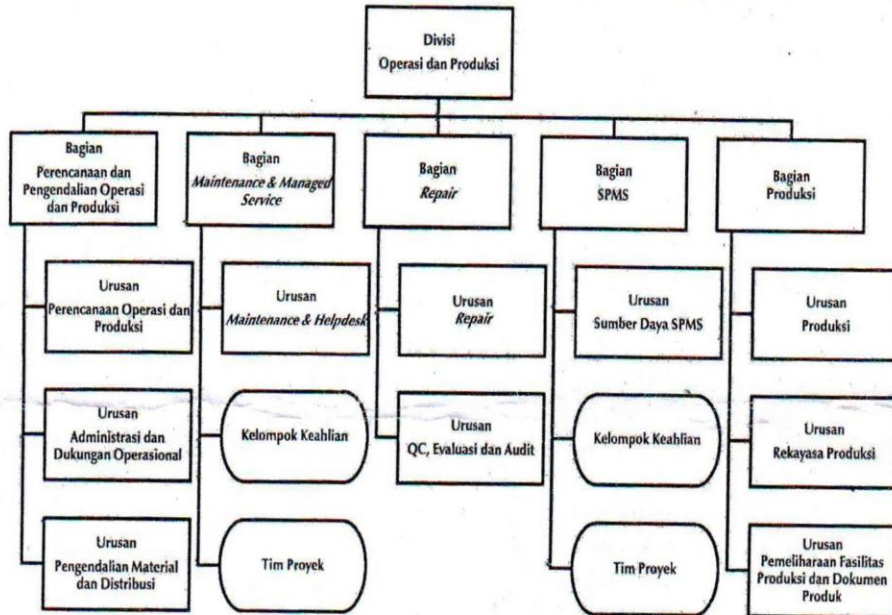 Divisi
Operasi dan Produksi
Bagian
Perencanaan dan
Pengendalian Operasi
dan Produksi
Bagian
Maintenance & Managed
Service
Bagian
Repair
Bagian
SPMS
Bagian
Produksi
Urusan
Perencanaan Operasi dan
Produksi
Urusan
Maintenance & Helpdesk
Urusan
Repair
Urusan
Sumber Daya SPMS
Urusan
Produksi
Urusan
Administrasi dan
Dukungan Operasional
Kelompok Keahlian
Urusan
QC, Evaluasi dan Audit
Kelompok Keahlian
Urusan
Rekayasa Produksi
Urusan
Pengendalian Material
dan Distribusi
Tim Proyek
Tim Proyek
Urusan
Pemeliharaan Fasilitas
Produksi dan Dokumen
Produk